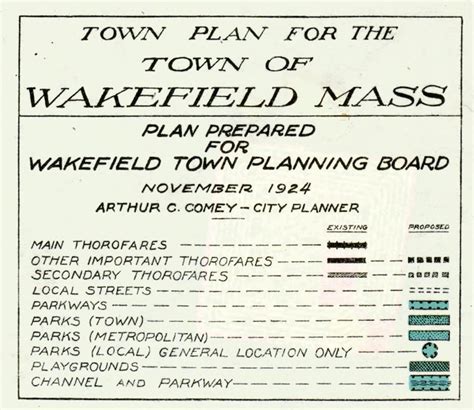 TOWN PLAN FOR THE
TOWN OF
WAKEFIELD MASS
PLAN PREPARED
FOR
WAKEFIELD TOWN PLANNING BOARD
NOVEMBER 1924
ARTHUR C. COMEY – CITY PLANNER
EXISTING PROPOSED
MAIN THOROFARES
OTHER IMPORTANT THOROFARES
SECONDARY THOROFARES
LOCAL STREETS
PARKWAYS
PARKS (TOWN)
PARKS (METROPOLITAN)
PARKS (LOCAL) GENERAL LOCATION ONLY
PLAYGROUNDS
CHANNEL AND PARKWAY